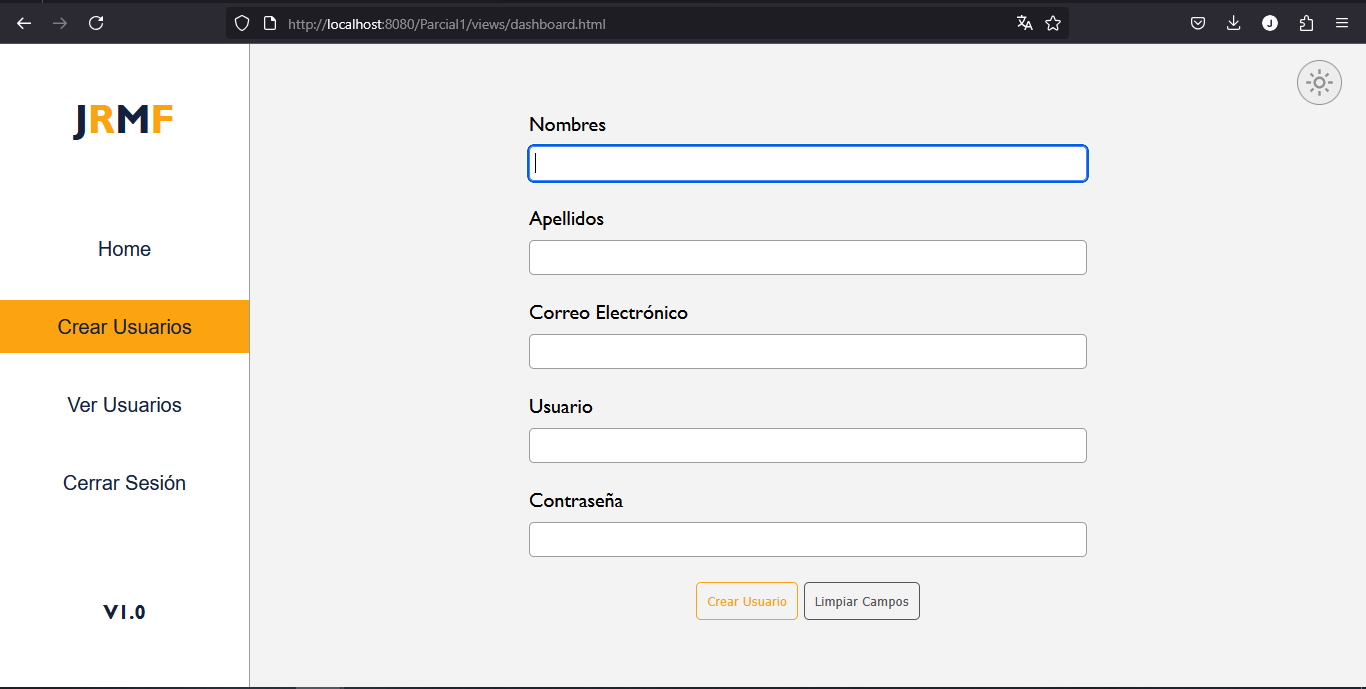 http://localhost:8080/Parcial1/views/dashboard.html
J
JRMF
Home
Crear Usuarios
Ver Usuarios
Cerrar Sesión
V1.0
Nombres
Apellidos
Correo Electrónico
Usuario
Contraseña
Crear Usuario
Limpiar Campos